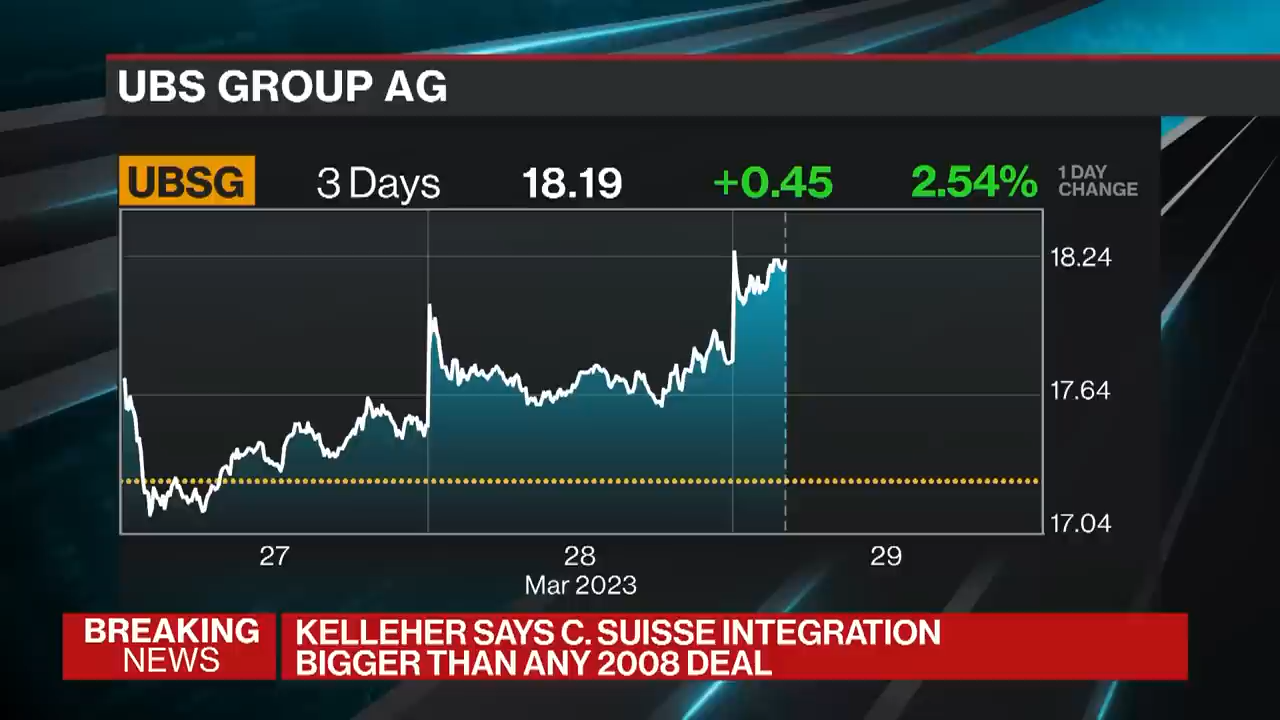 UBS GROUP AG
UBSG 3 Days 18.19 +0.45 2.54% 1 DAY CHANGE
18.24
17.64
17.04
27 28 29
Mar 2023
BREAKING NEWS
KELLEHER SAYS C. SUISSE INTEGRATION
BIGGER THAN ANY 2008 DEAL